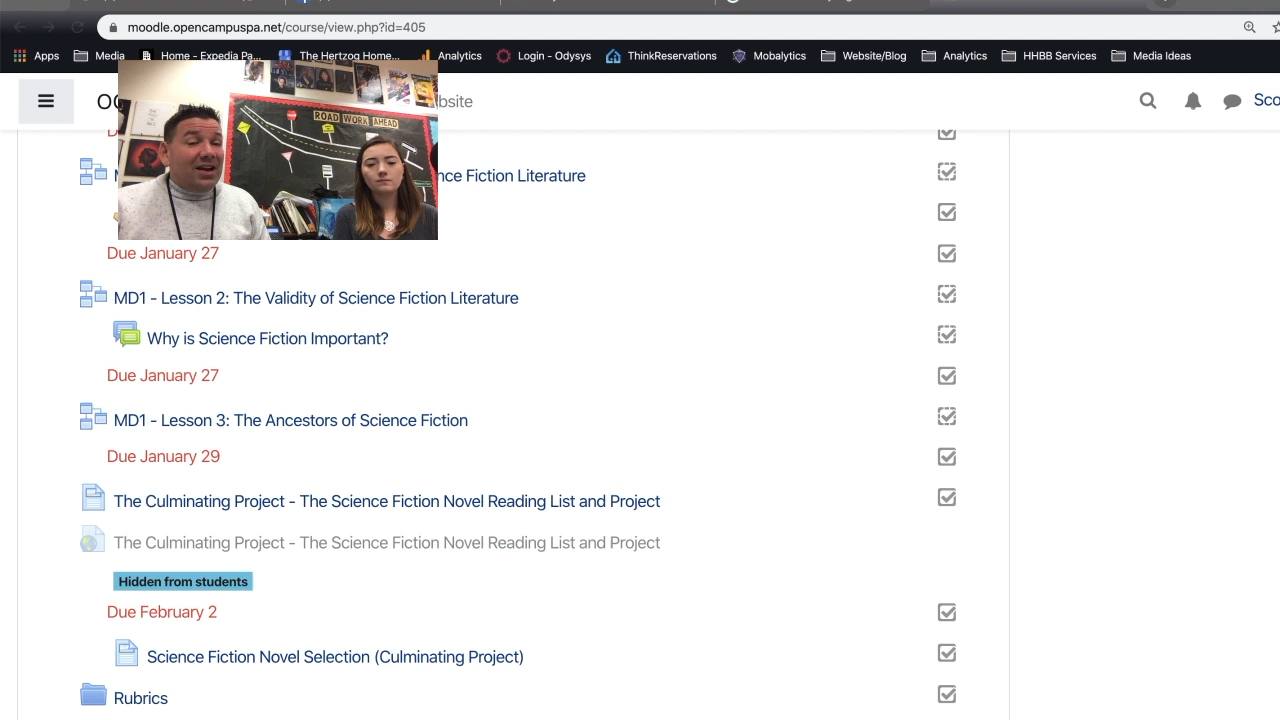 moodle.opencampuspa.net/course/view.php?id=405
Apps Media Home - Expedia Pa... The Hertzog Home... Analytics Login - Odysys ThinkReservations Mobalytics Website/Blog Analytics HHBB Services Media Ideas
bsite Sco
ROAD WORK AHEAD
nce Fiction Literature
Due January 27
MD1 - Lesson 2: The Validity of Science Fiction Literature
Why is Science Fiction Important?
Due January 27
MD1 - Lesson 3: The Ancestors of Science Fiction
Due January 29
The Culminating Project - The Science Fiction Novel Reading List and Project
The Culminating Project - The Science Fiction Novel Reading List and Project
Hidden from students
Due February 2
Science Fiction Novel Selection (Culminating Project)
Rubrics